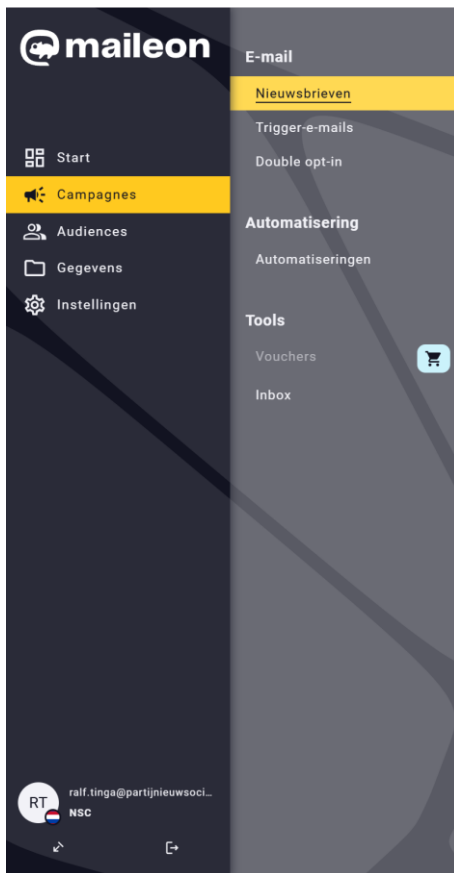 maileon
Start
Campagnes
Audiences
Gegevens
Instellingen
RT
ralf.tinga@partijnieuwsoci...
NSC
E-mail
Nieuwsbrieven
Trigger-e-mails
Double opt-in
Automatisering
Automatiseringen
Tools
Vouchers
Inbox